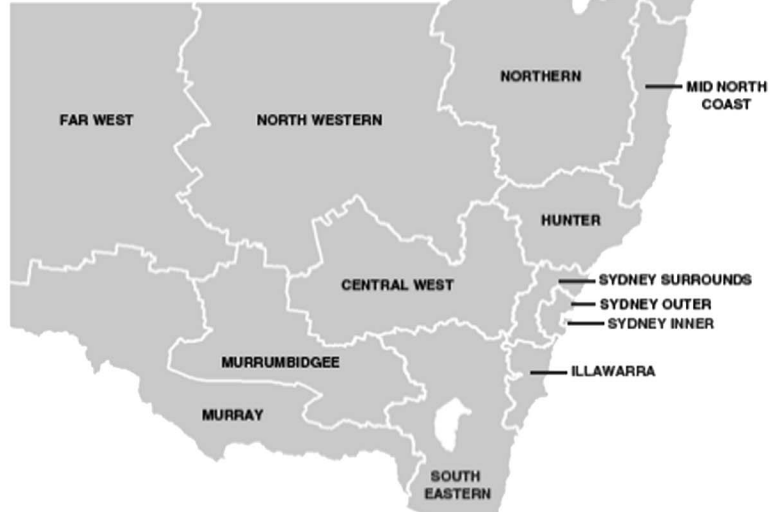 NORTHERN
MID NORTH
COAST
FAR WEST
NORTH WESTERN
HUNTER
CENTRAL WEST
SYDNEY SURROUNDS
SYDNEY OUTER
SYDNEY INNER
MURRUMBIDGEE
ILLAWARRA
MURRAY
SOUTH
EASTERN